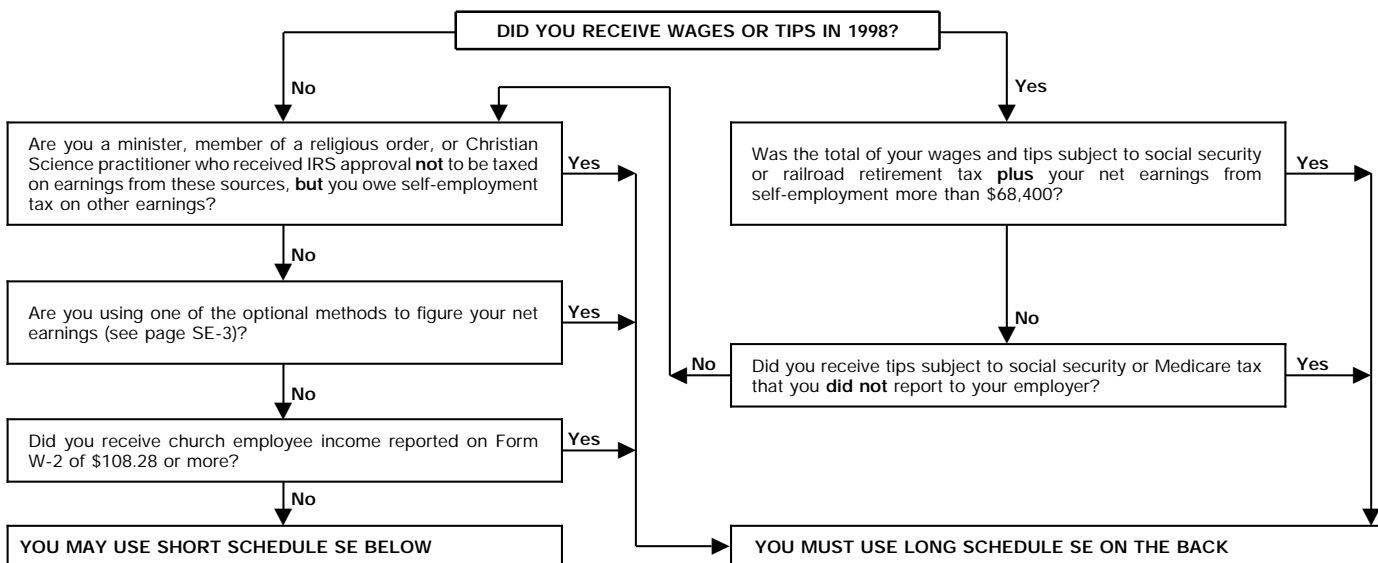 DID YOU RECEIVE WAGES OR TIPS IN 1998?
No
Yes
Are you a minister, member of a religious order, or Christian
Science practitioner who received IRS approval not to be taxed
on earnings from these sources, but you owe self-employment
tax on other earnings?
Yes
Was the total of your wages and tips subject to social security
or railroad retirement tax plus your net earnings from
self-employment more than $68,400?
Yes
No
Are you using one of the optional methods to figure your net
earnings (see page SE-3)?
Yes
No
No
Did you receive tips subject to social security or Medicare tax
that you did not report to your employer?
Yes
No
Did you receive church employee income reported on Form
W-2 of $108.28 or more?
Yes
No
YOU MAY USE SHORT SCHEDULE SE BELOW
YOU MUST USE LONG SCHEDULE SE ON THE BACK